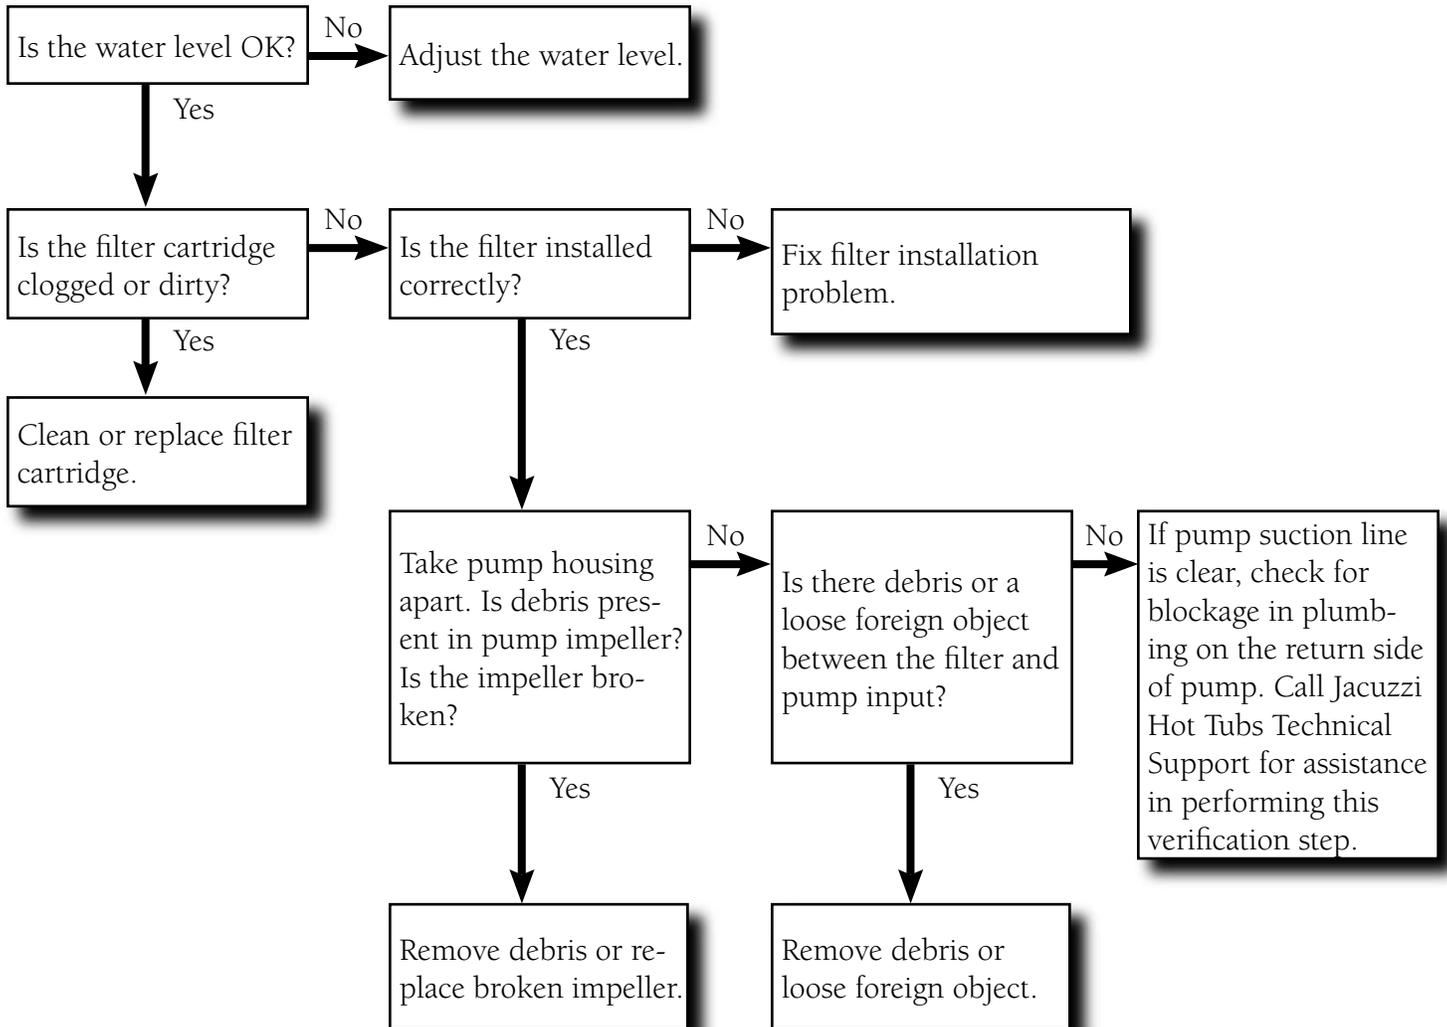 Is the water level OK?
No
Adjust the water level.
Yes
Is the filter cartridge
clogged or dirty?
No
Is the filter installed
correctly?
No
Fix filter installation
problem.
Yes
Yes
Clean or replace filter
cartridge.
Take pump housing
apart. Is debris pres-
ent in pump impeller?
Is the impeller bro-
ken?
No
Is there debris or a
loose foreign object
between the filter and
pump input?
No
If pump suction line
is clear, check for
blockage in plumb-
ing on the return side
of pump. Call Jacuzzi
Hot Tubs Technical
Support for assistance
in performing this
verification step.
Yes
Yes
Remove debris or re-
place broken impeller.
Remove debris or
loose foreign object.